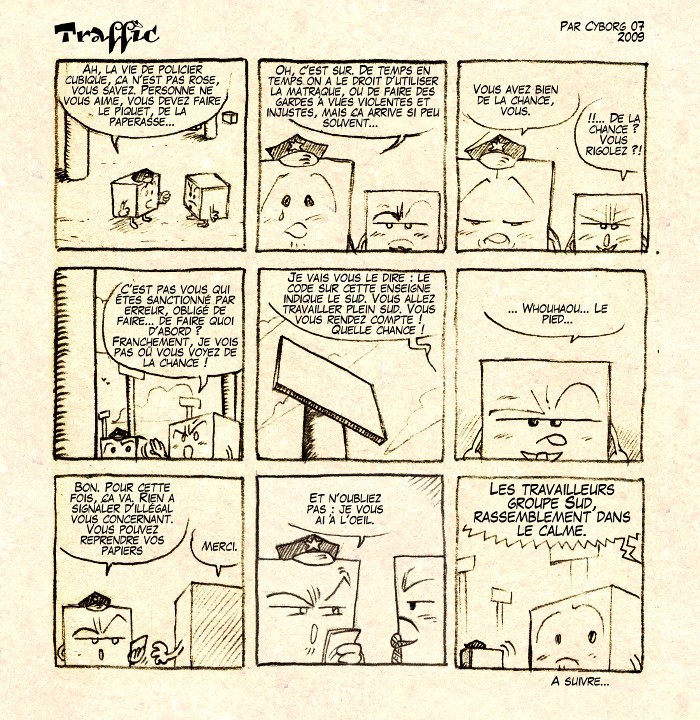 Traffic
Par Cyborg 07
2009
Ah, la vie de policier
cubique, ça n'est pas rose,
vous savez. Personne ne
vous aime, vous devez faire
le piquet, de la
paperasse...
Oh, c'est sur. De temps en
temps on a le droit d'utiliser
la matraque, ou de faire des
gardes à vues violentes et
injustes, mais ça arrive si peu
souvent...
Vous avez bien
de la chance,
vous.
!!... De la
chance ?
Vous
rigolez ?!
C'est pas vous qui
êtes sanctionné par
erreur, obligé de
faire... de faire quoi
d'abord ?
Franchement, je vois
pas où vous voyez de
la chance !
Je vais vous le dire : le
code sur cette enseigne
indique le sud. Vous allez
travailler plein sud. Vous
vous rendez compte !
Quelle chance !
... Whouhaou... Le
pied...
Bon. Pour cette
fois, ça va. Rien a
signaler d'illégal
vous concernant.
Vous pouvez
reprendre vos
papiers
Merci.
Et n'oubliez
pas : je vous
ai à l'oeil.
Les travailleurs
groupe Sud,
rassemblement dans
le calme.
A suivre...